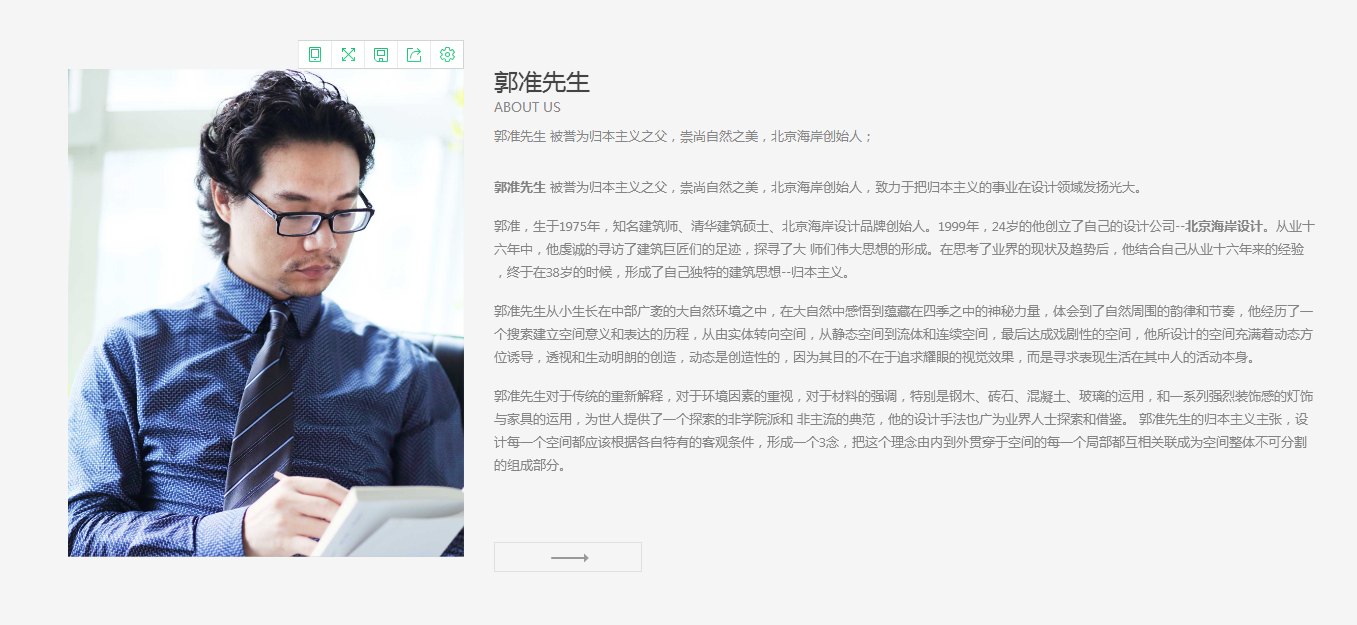 郭准先生
ABOUT US
郭准先生 被誉为归本主义之父，崇尚自然之美，北京海岸创始人；
郭准先生 被誉为归本主义之父，崇尚自然之美，北京海岸创始人，致力于把归本主义的事业在设计领域发扬光大。
郭准，生于1975年，知名建筑师、清华建筑硕士、北京海岸设计品牌创始人。1999年，24岁的他创立了自己的设计公司--北京海岸设计。从业十
六年中，他虔诚的寻访了建筑巨匠们的足迹，探寻了大 师们伟大思想的形成。在思考了业界的现状及趋势后，他结合自己从业十六年来的经验
，终于在38岁的时候，形成了自己独特的建筑思想--归本主义。
郭准先生从小生长在中部广袤的大自然环境之中，在大自然中感悟到蕴藏在四季之中的神秘力量，体会到了自然周围的韵律和节奏，他经历了一
个搜索建立空间意义和表达的历程，从由实体转向空间，从静态空间到流体和连续空间，最后达成戏剧性的空间，他所设计的空间充满着动态方
位诱导，透视和生动明朗的创造，动态是创造性的，因为其目的不在于追求耀眼的视觉效果，而是寻求表现生活在其中人的活动本身。
郭准先生对于传统的重新解释，对于环境因素的重视，对于材料的强调，特别是钢木、砖石、混凝土、玻璃的运用，和一系列强烈装饰感的灯饰
与家具的运用，为世人提供了一个探索的非学院派和 非主流的典范，他的设计手法也广为业界人士探索和借鉴。 郭准先生的归本主义主张，设
计每一个空间都应该根据各自特有的客观条件，形成一个3念，把这个理念由内到外贯穿于空间的每一个局部都互相关联成为空间整体不可分割
的组成部分。